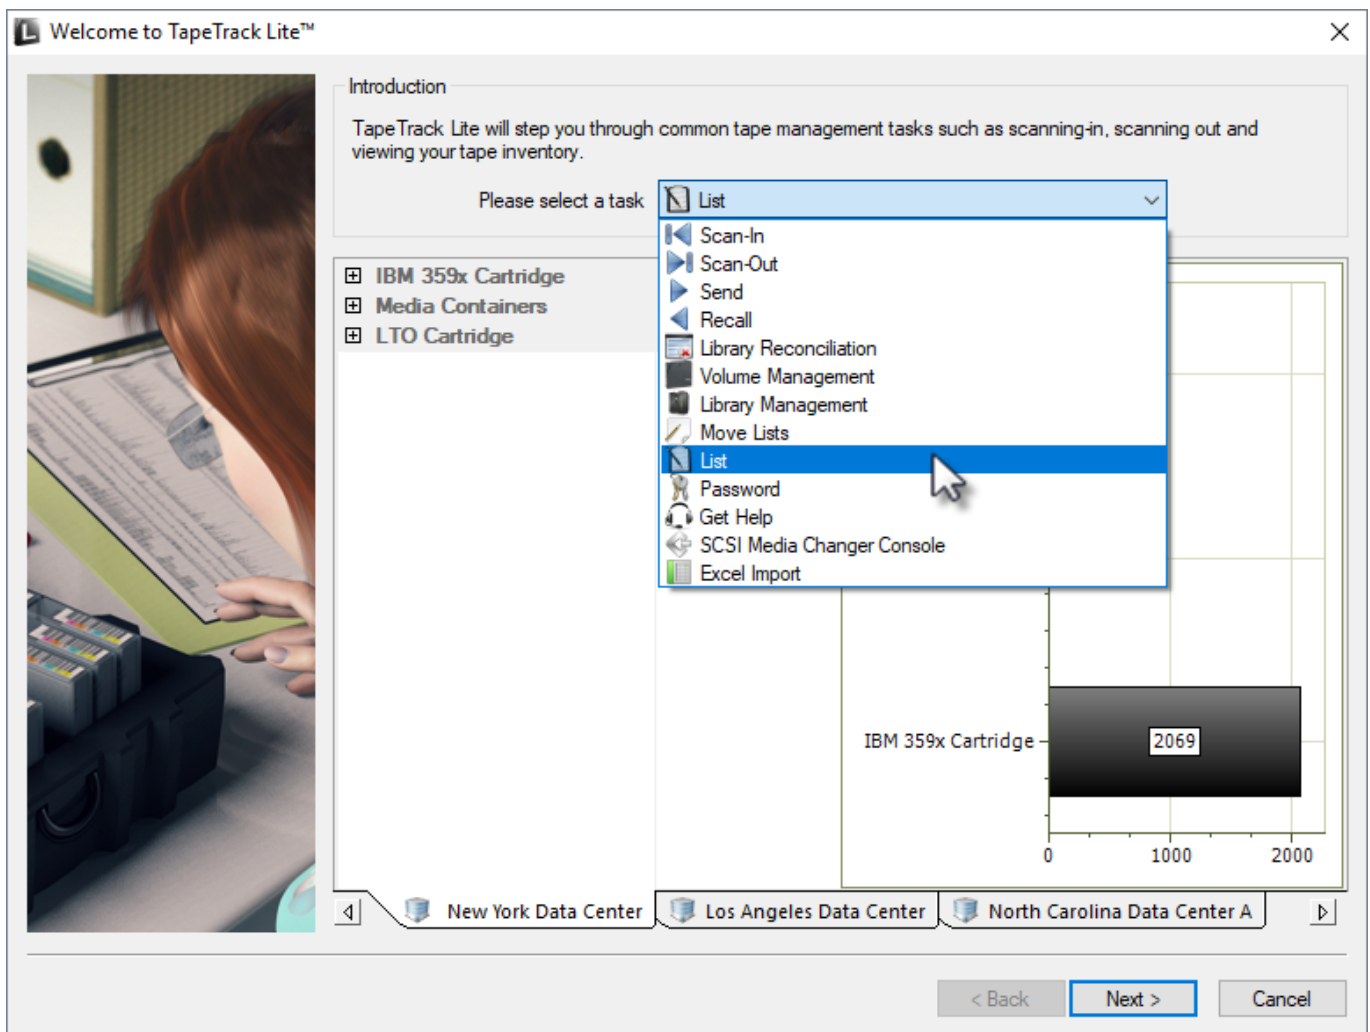 Welcome to TapeTrack Lite™
Introduction
TapeTrack Lite will step you through common tape management tasks such as scanning-in, scanning out and
viewing your tape inventory.
Please select a task
List
Scan-In
Scan-Out
Send
Recall
Library Reconciliation
Volume Management
Library Management
Move Lists
List
Password
Get Help
SCSI Media Changer Console
Excel Import
IBM 359x Cartridge
Media Containers
LTO Cartridge
IBM 359x Cartridge
2069
0 1000 2000
New York Data Center
Los Angeles Data Center
North Carolina Data Center A
< Back
Next >
Cancel